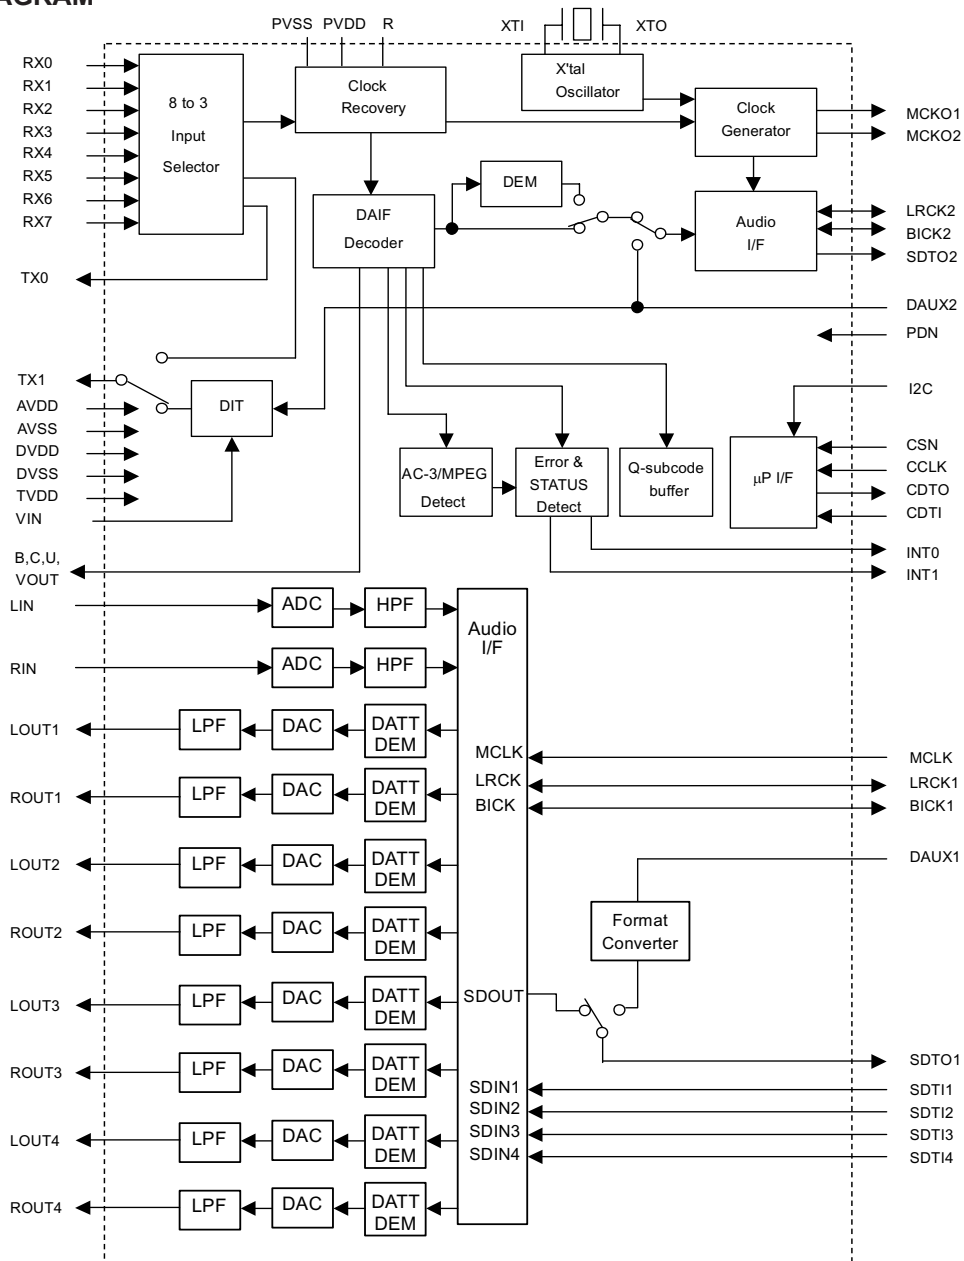 PVSS PVDD R
XTI XTO
RX0
RX1
RX2
RX3
RX4
RX5
RX6
RX7
8 to 3
Input
Selector
Clock
Recovery
X'tal
Oscillator
Clock
Generator
MCKO1
MCKO2
DEM
DAIF
Decoder
Audio
I/F
LRCK2
BICK2
SDTO2
TX0
DAUX2
PDN
TX1
AVDD
AVSS
DVDD
DVSS
TVDD
VIN
DIT
I2C
CSN
CCLK
CDTO
CDTI
µP I/F
AC-3/MPEG
Detect
Error &
STATUS
Detect
Q-subcode
buffer
INT0
INT1
B,C,U,
VOUT
LIN
ADC
HPF
Audio
I/F
RIN
ADC
HPF
LOUT1
LPF
DAC
DATT
DEM
MCLK
MCLK
LRCK
LRCK1
BICK
BICK1
ROUT1
LPF
DAC
DATT
DEM
LOUT2
LPF
DAC
DATT
DEM
DAUX1
Format
Converter
ROUT2
LPF
DAC
DATT
DEM
LOUT3
LPF
DAC
DATT
DEM
SDOUT
SDTO1
ROUT3
LPF
DAC
DATT
DEM
SDIN1
SDIN2
SDIN3
SDIN4
SDTI1
SDTI2
SDTI3
SDTI4
LOUT4
LPF
DAC
DATT
DEM
ROUT4
LPF
DAC
DATT
DEM